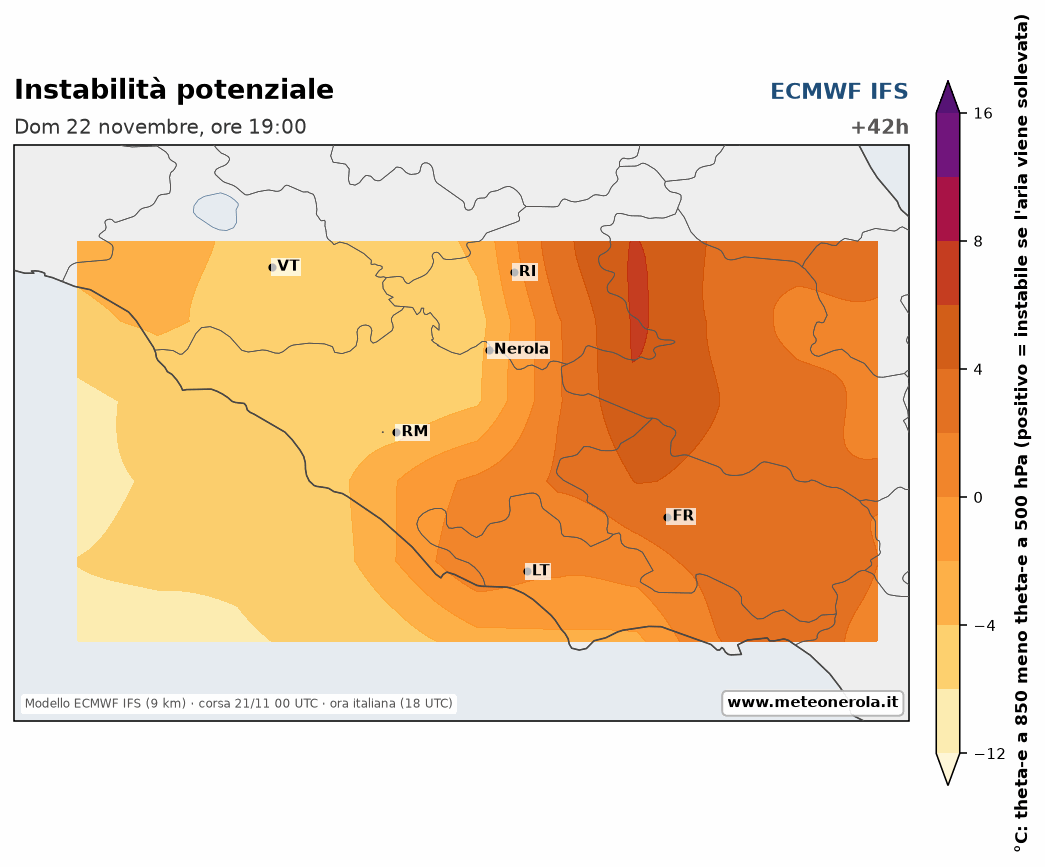 Instabilità potenziale
ECMWF IFS
Dom 22 novembre, ore 19:00
+42h
VT
RI
Nerola
RM
FR
LT
Modello ECMWF IFS (9 km) · corsa 21/11 00 UTC · ora italiana (18 UTC)
www.meteonerola.it
16
8
4
0
−4
−12
°C: theta-e a 850 meno theta-e a 500 hPa (positivo = instabile se l'aria viene sollevata)